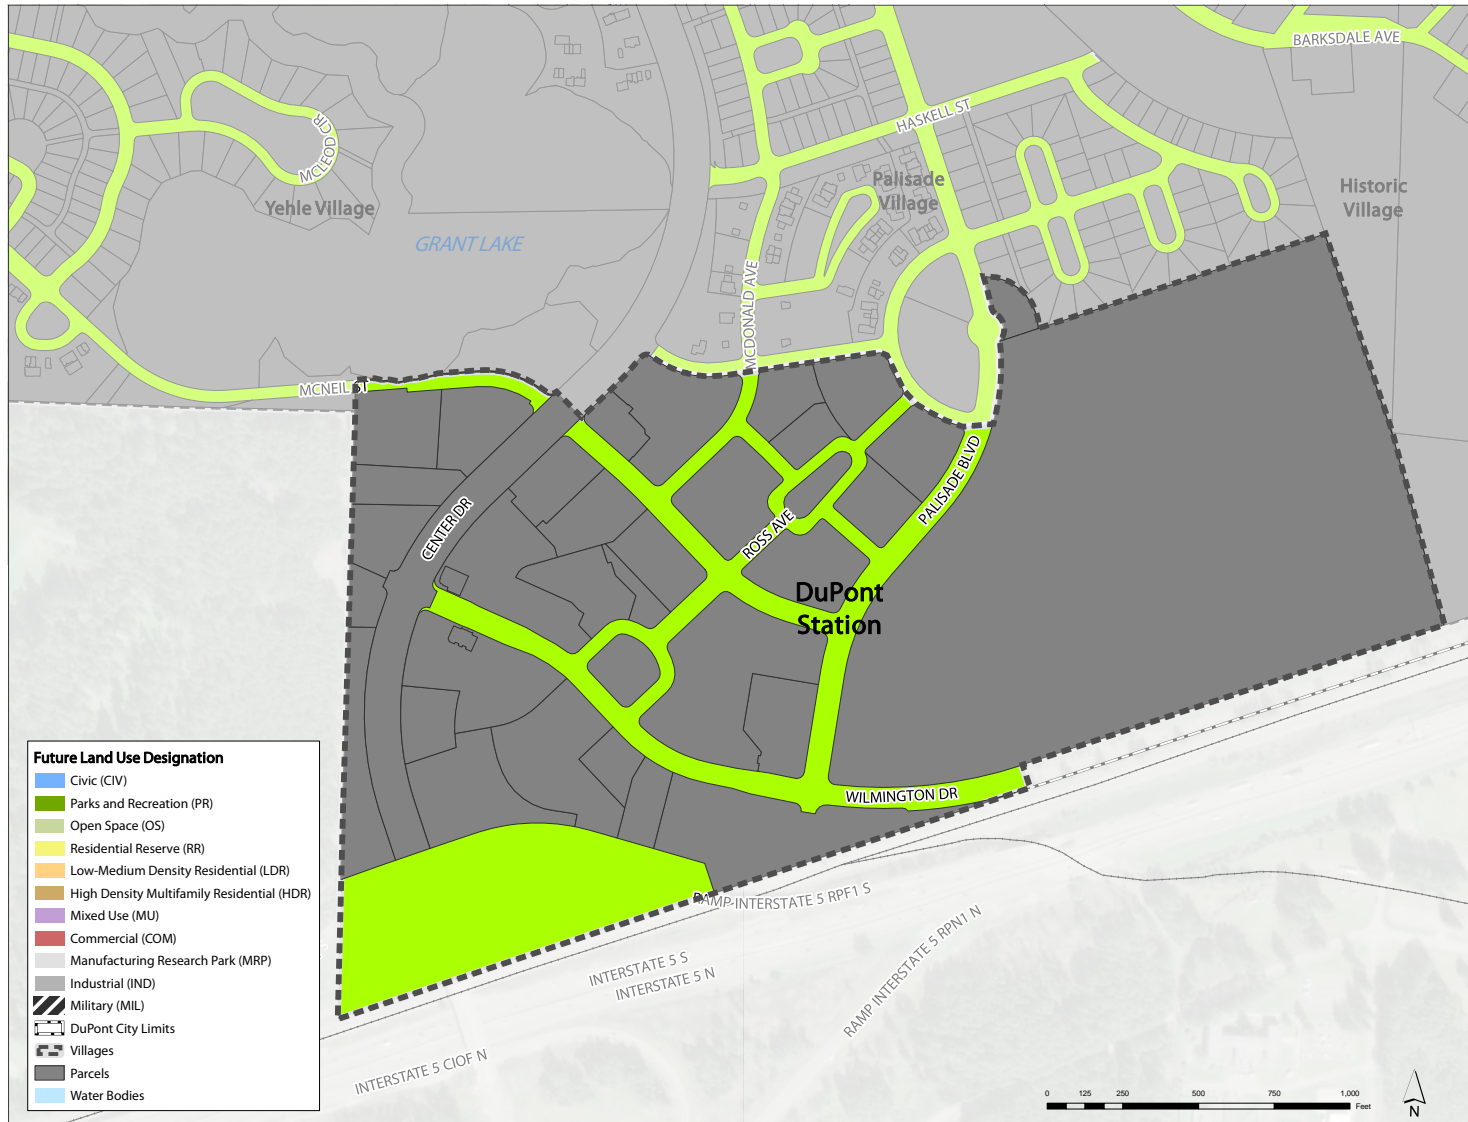 BARKSDALE AVE
HASKELL ST
MCLEOD CIR
Palisade
Village
Historic
Village
Yehle Village
GRANT LAKE
MCDONALD AVE
MCNEIL ST
PALISADE BLVD
CENTER DR
ROSS AVE
DuPont
Station
WILMINGTON DR
RAMP INTERSTATE 5 RPF1 S
RAMP INTERSTATE 5 RPN1 N
INTERSTATE 5 S
INTERSTATE 5 N
INTERSTATE 5 CIOF N
Future Land Use Designation
Civic (CIV)
Parks and Recreation (PR)
Open Space (OS)
Residential Reserve (RR)
Low-Medium Density Residential (LDR)
High Density Multifamily Residential (HDR)
Mixed Use (MU)
Commercial (COM)
Manufacturing Research Park (MRP)
Industrial (IND)
Military (MIL)
DuPont City Limits
Villages
Parcels
Water Bodies
0 125 250 500 750 1,000
Feet
N